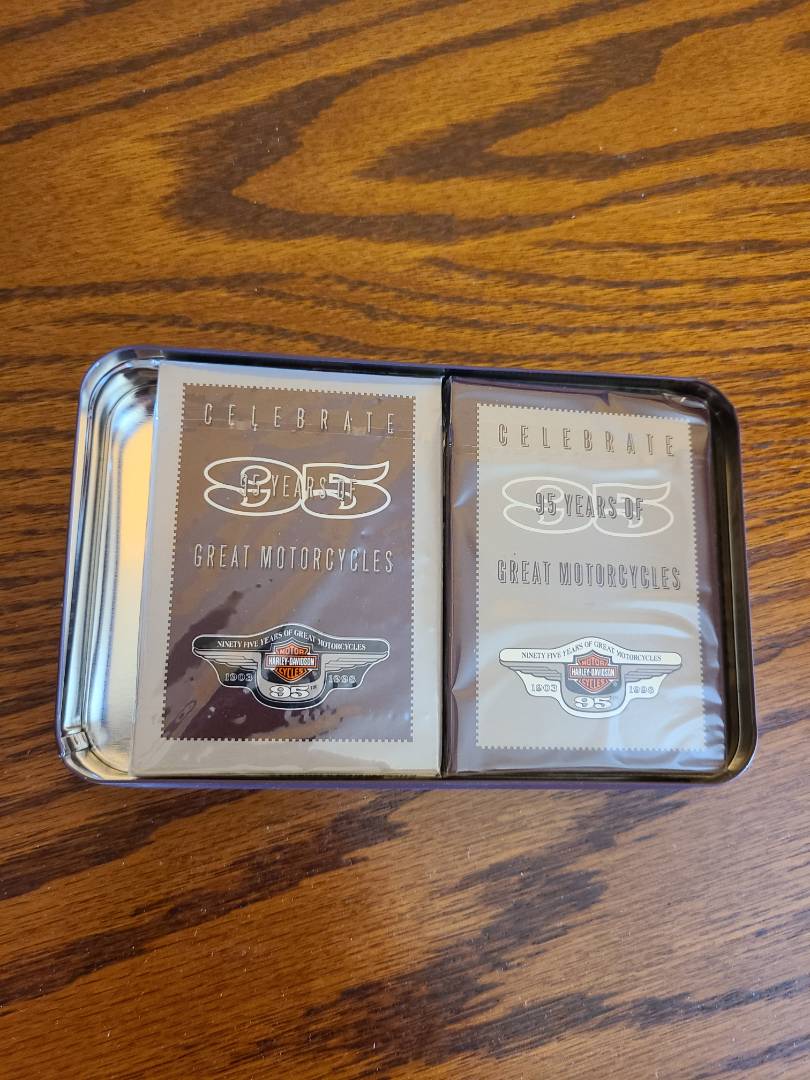 CELEBRATE
95
95 YEARS OF
GREAT MOTORCYCLES
NINETY FIVE YEARS OF GREAT MOTORCYCLES
MOTOR
HARLEY-DAVIDSON
CYCLES
1903 1998
95 TM
CELEBRATE
95
95 YEARS OF
GREAT MOTORCYCLES
NINETY FIVE YEARS OF GREAT MOTORCYCLES
MOTOR
HARLEY-DAVIDSON
CYCLES
1903 1998
95